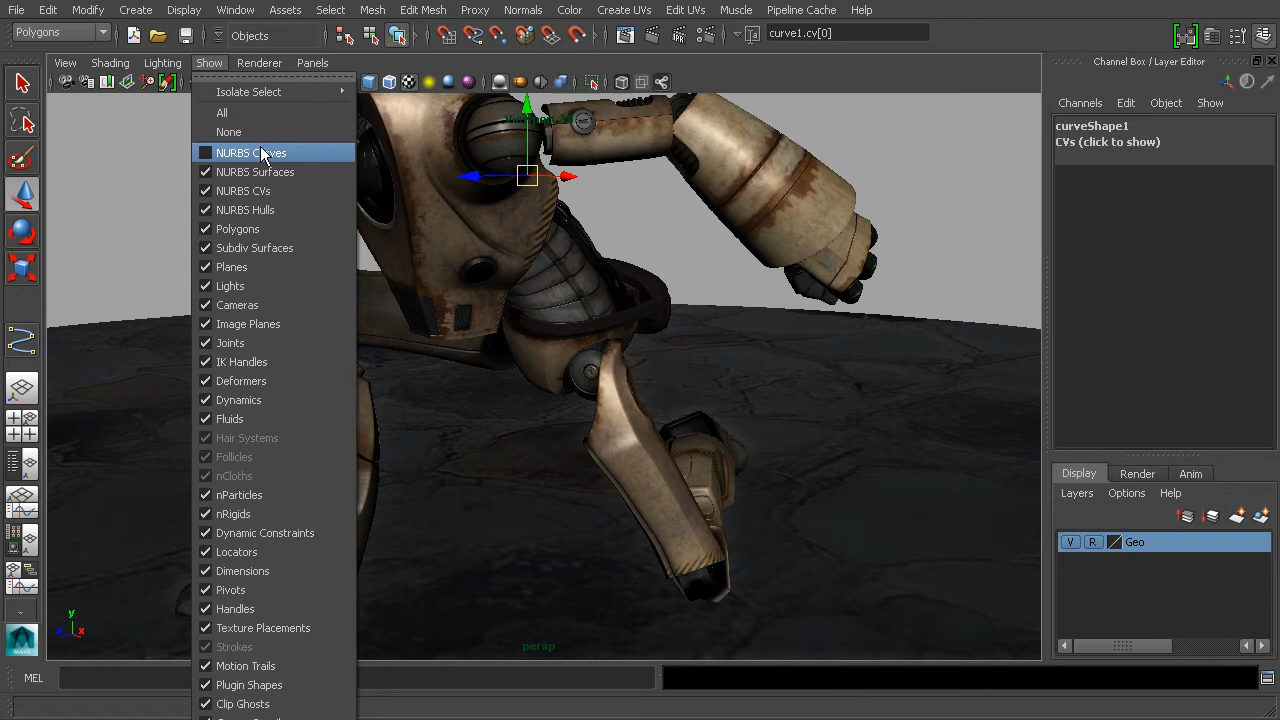 File Edit Modify Create Display Window Assets Select Mesh Edit Mesh Proxy Normals Color Create UVs Edit UVs Muscle Pipeline Cache Help
Polygons Objects curve1.cv[0]
View Shading Lighting Show Renderer Panels
Channel Box / Layer Editor
Isolate Select
All
None
NURBS Curves
NURBS Surfaces
NURBS CVs
NURBS Hulls
Polygons
Subdiv Surfaces
Planes
Lights
Cameras
Image Planes
Joints
IK Handles
Deformers
Dynamics
Fluids
Hair Systems
Follicles
nCloths
nParticles
nRigids
Dynamic Constraints
Locators
Dimensions
Pivots
Handles
Texture Placements
Strokes
Motion Trails
Plugin Shapes
Clip Ghosts
Viewport 2.0
persp
y
x
z
Channels Edit Object Show
curveShape1
CVs (click to show)
Display Render Anim
Layers Options Help
V R Geo
MEL